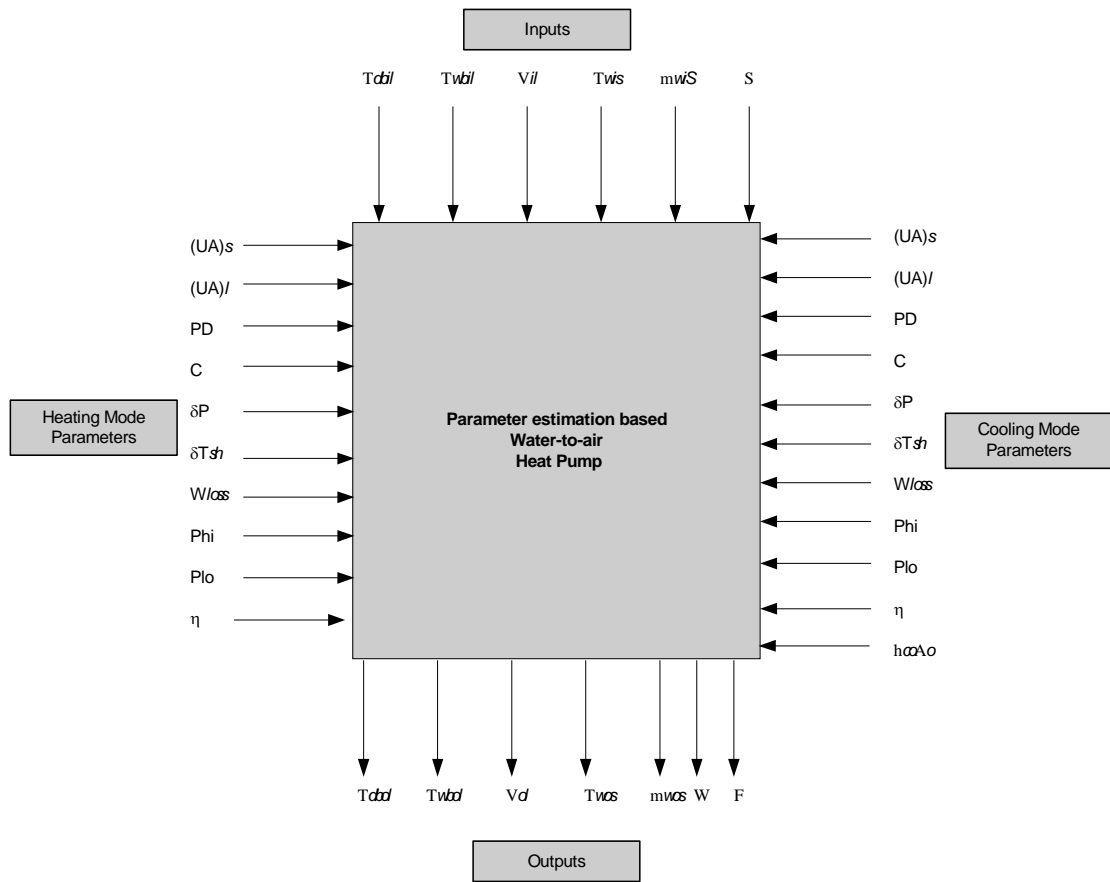 Inputs
Tdbil Twbil Vil Twis mwiS S
(UA)s
(UA)l
PD
C
δP
δTsh
Wloss
Phi
Plo
η
Heating Mode
Parameters
Parameter estimation based
Water-to-air
Heat Pump
(UA)s
(UA)l
PD
C
δP
δTsh
Wloss
Phi
Plo
η
hcoAo
Cooling Mode
Parameters
Tdbol Twbol Vol Twos mwos W F
Outputs